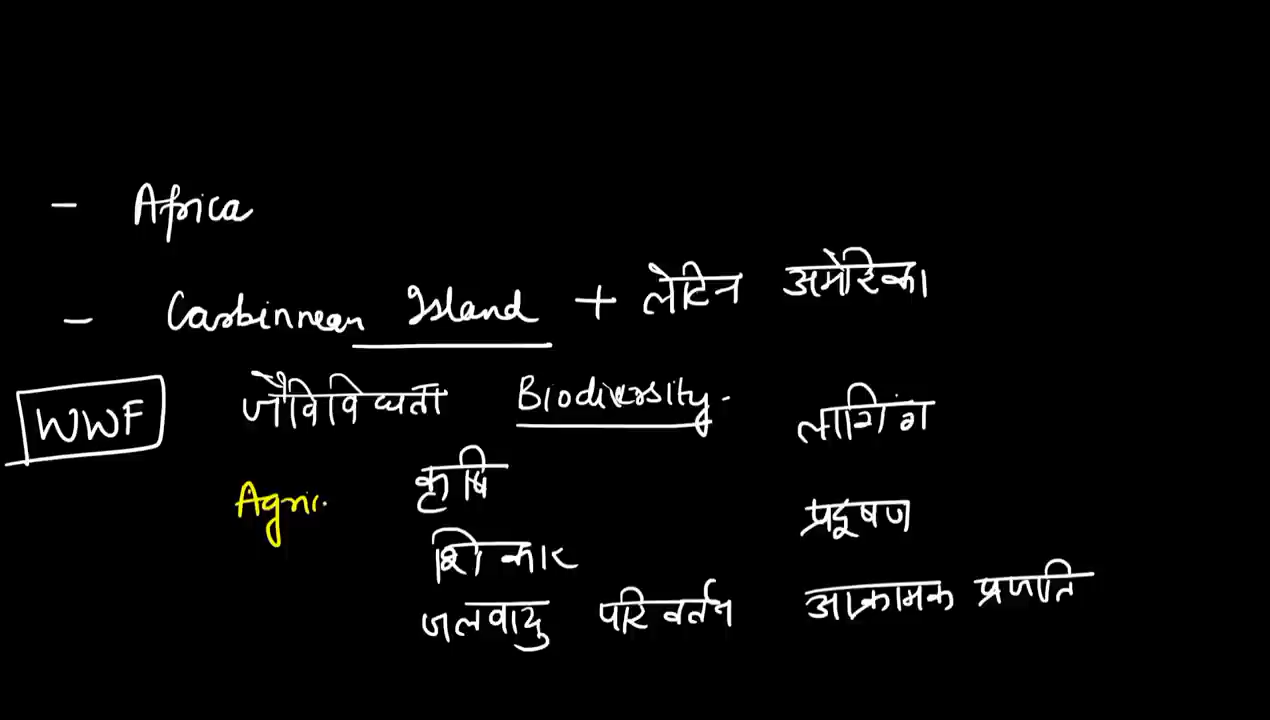 - Africa
- Carbinnean Island + लेटिन अमेरिका
WWF जैवविविधता Biodiversity.
लागिंग
Agri. कृषि
प्रदूषण
शिकार
जलवायु परिवर्तन आक्रामक प्रजाति